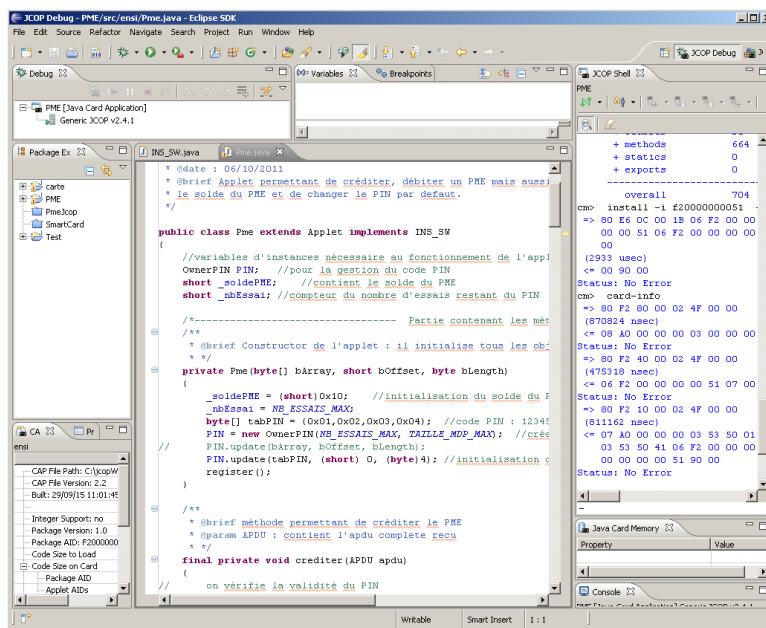 JCOP Debug - PME/src/ensi/Pme.java - Eclipse SDK
File Edit Source Refactor Navigate Search Project Run Window Help
JCOP Debug
Debug
PME [Java Card Application]
Generic JCOP v2.4.1
Variables
Breakpoints
Package Ex
carte
PME
PmeJcop
SmartCard
Test
INS_SW.java
Pme.java
* @date : 06/10/2011
* @brief Applet permettant de créditer, débiter un PME mais aussi
* le solde du PME et de changer le PIN par defaut.
*/
public class Pme extends Applet implements INS_SW
{
//variables d'instances nécessaire au fonctionnement de l'appl
OwnerPIN PIN; //pour la gestion du code PIN
short _soldePME; //contient le solde du PME
short _nbEssai; //compteur du nombre d'essais restant du PIN
/*-------------------------------- Partie contenant les mét
/**
* @brief Constructor de l'applet : il initialise tous les obj
* */
private Pme(byte[] bArray, short bOffset, byte bLength)
{
_soldePME = (short)0x10; //initialisation du solde du P
_nbEssai = NB_ESSAIS_MAX;
byte[] tabPIN = {0x01,0x02,0x03,0x04}; //code PIN : 12345
PIN = new OwnerPIN(NB_ESSAIS_MAX, TAILLE_MDP_MAX); //crée
// PIN.update(bArray, bOffset, bLength);
PIN.update(tabPIN, (short) 0, (byte)4); //initialisation d
register();
}
/**
* @brief méthode permettant de créditer le PME
* @param APDU : contient l'apdu complete recu
* */
final private void crediter(APDU apdu)
{
// on vérifie la validité du PIN
CA
Pr
ensi
CAP File Path: C:\jcopW
CAP File Version: 2.2
Built: 29/09/15 11:01:45
Integer Support: no
Package Version: 1.0
Package AID: F2000000
Code Size to Load
Code Size on Card
Package AID
Applet AIDs
JCOP Shell
PME
+ methods 664
+ statics 0
+ exports 0
overall 704
cm> install -i f20000000051 -
=> 80 E6 0C 00 1B 06 F2 00 00
00 00 51 06 F2 00 00 00 00
00
(2933 usec)
<= 00 90 00
Status: No Error
cm> card-info
=> 80 F2 80 00 02 4F 00 00
(870824 nsec)
<= 08 A0 00 00 00 03 00 00 00
Status: No Error
=> 80 F2 40 00 02 4F 00 00
(475318 nsec)
<= 06 F2 00 00 00 00 51 07 00
Status: No Error
=> 80 F2 10 00 02 4F 00 00
(811162 nsec)
<= 07 A0 00 00 00 03 53 50 01
03 53 50 41 06 F2 00 00 00
00 00 00 00 51 90 00
Status: No Error
Java Card Memory
Property Value
Console
Writable Smart Insert 1 : 1